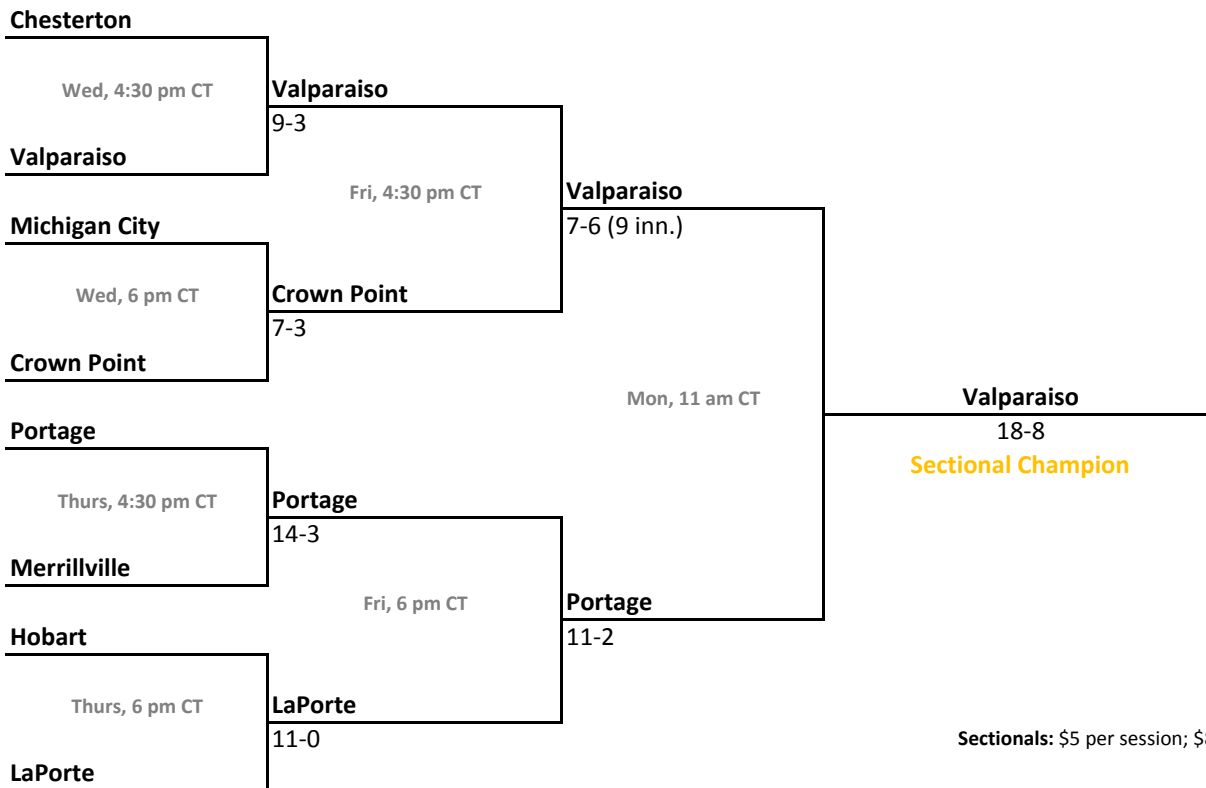 Chesterton
Wed, 4:30 pm CT
Valparaiso
9-3
Valparaiso
Fri, 4:30 pm CT
Valparaiso
7-6 (9 inn.)
Michigan City
Wed, 6 pm CT
Crown Point
7-3
Crown Point
Mon, 11 am CT
Valparaiso
18-8
Sectional Champion
Portage
Thurs, 4:30 pm CT
Portage
14-3
Merrillville
Fri, 6 pm CT
Portage
11-2
Hobart
Thurs, 6 pm CT
LaPorte
11-0
LaPorte
Sectionals: $5 per session;